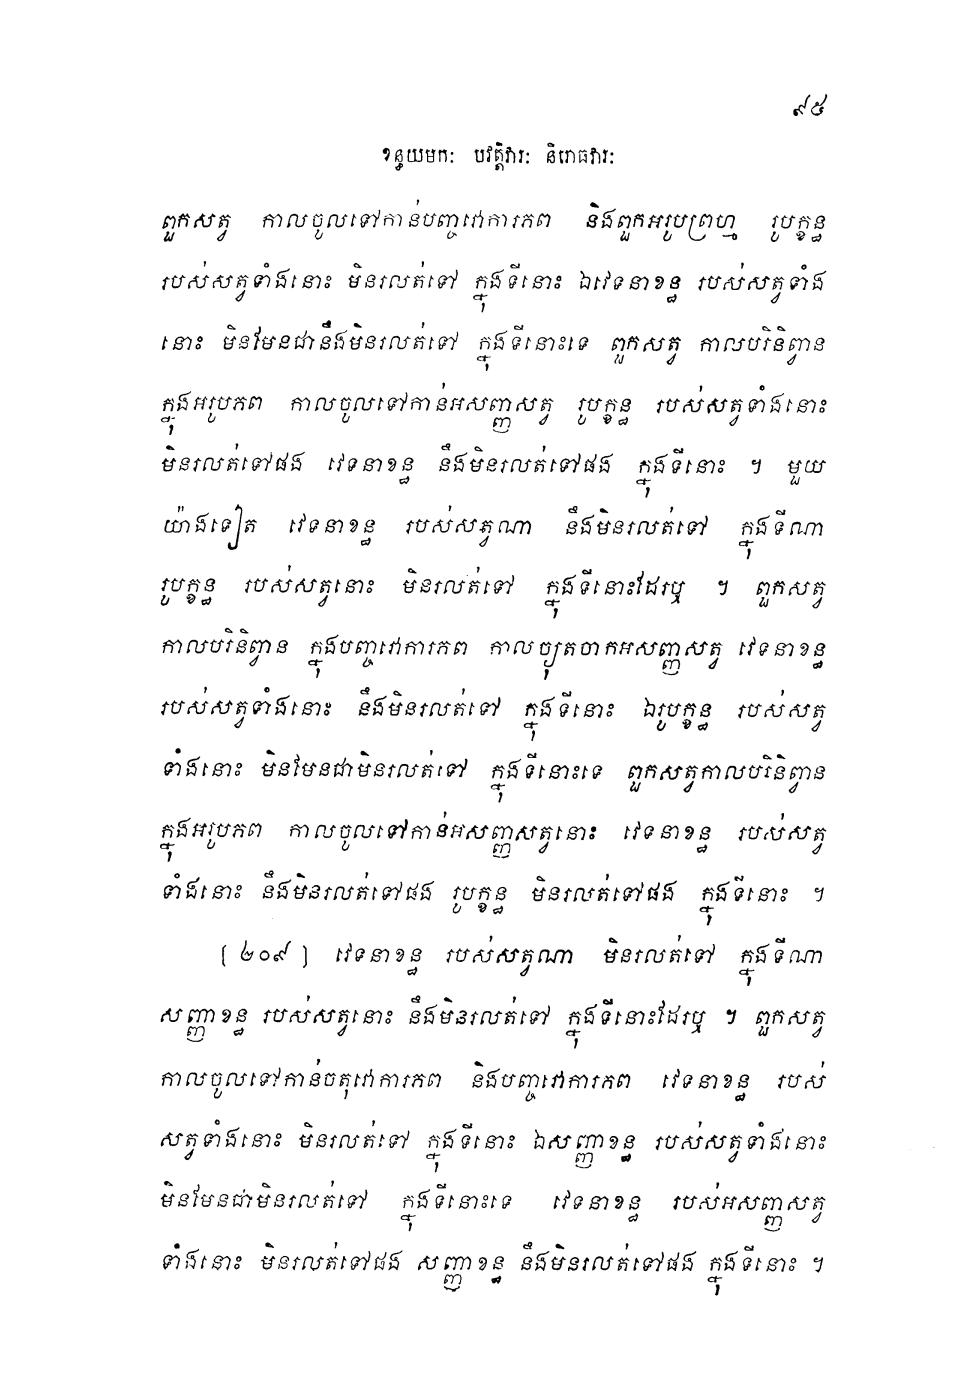 ៩៥
ខន្ធយមក: បវត្តិវារ: និរោធវារ:
ពួកសត្វ កាលចូលទៅកាន់បញ្ចវោការភព និងពួកអរូបព្រហ្ម រូបក្ខន្ធ
របស់សត្វទាំងនោះ មិនរលត់ទៅ ក្នុងទីនោះ ឯវេទនាខន្ធ របស់សត្វទាំង
នោះ មិនមែនជានឹងមិនរលត់ទៅ ក្នុងទីនោះទេ ពួកសត្វ កាលបរិនិព្វាន
ក្នុងអរូបភព កាលចូលទៅកាន់អសញ្ញសត្វ រូបក្ខន្ធ របស់សត្វទាំងនោះ
មិនរលត់ទៅផង វេទនាខន្ធ នឹងមិនរលត់ទៅផង ក្នុងទីនោះ ។ មួយ
យ៉ាងទៀត វេទនាខន្ធ របស់សត្វណា នឹងមិនរលត់ទៅ ក្នុងទីណា
រូបក្ខន្ធ របស់សត្វនោះ មិនរលត់ទៅ ក្នុងទីនោះដែរឬ ។ ពួកសត្វ
កាលបរិនិព្វាន ក្នុងបញ្ចវោការភព កាលច្យុតចាកអសញ្ញសត្វ វេទនាខន្ធ
របស់សត្វទាំងនោះ នឹងមិនរលត់ទៅ ក្នុងទីនោះ ឯរូបក្ខន្ធ របស់សត្វ
ទាំងនោះ មិនមែនជាមិនរលត់ទៅ ក្នុងទីនោះទេ ពួកសត្វកាលបរិនិព្វាន
ក្នុងអរូបភព កាលចូលទៅកាន់អសញ្ញសត្វនោះ វេទនាខន្ធ របស់សត្វ
ទាំងនោះ នឹងមិនរលត់ទៅផង រូបក្ខន្ធ មិនរលត់ទៅផង ក្នុងទីនោះ ។
[ ២០៩ ] វេទនាខន្ធ របស់សត្វណា មិនរលត់ទៅ ក្នុងទីណា
សញ្ញាខន្ធ របស់សត្វនោះ នឹងមិនរលត់ទៅ ក្នុងទីនោះដែរឬ ។ ពួកសត្វ
កាលចូលទៅកាន់ចតុវោការភព និងបញ្ចវោការភព វេទនាខន្ធ របស់
សត្វទាំងនោះ មិនរលត់ទៅ ក្នុងទីនោះ ឯសញ្ញាខន្ធ របស់សត្វទាំងនោះ
មិនមែនជាមិនរលត់ទៅ ក្នុងទីនោះទេ វេទនាខន្ធ របស់អសញ្ញសត្វ
ទាំងនោះ មិនរលត់ទៅផង សញ្ញាខន្ធ នឹងមិនរលត់ទៅផង ក្នុងទីនោះ ។